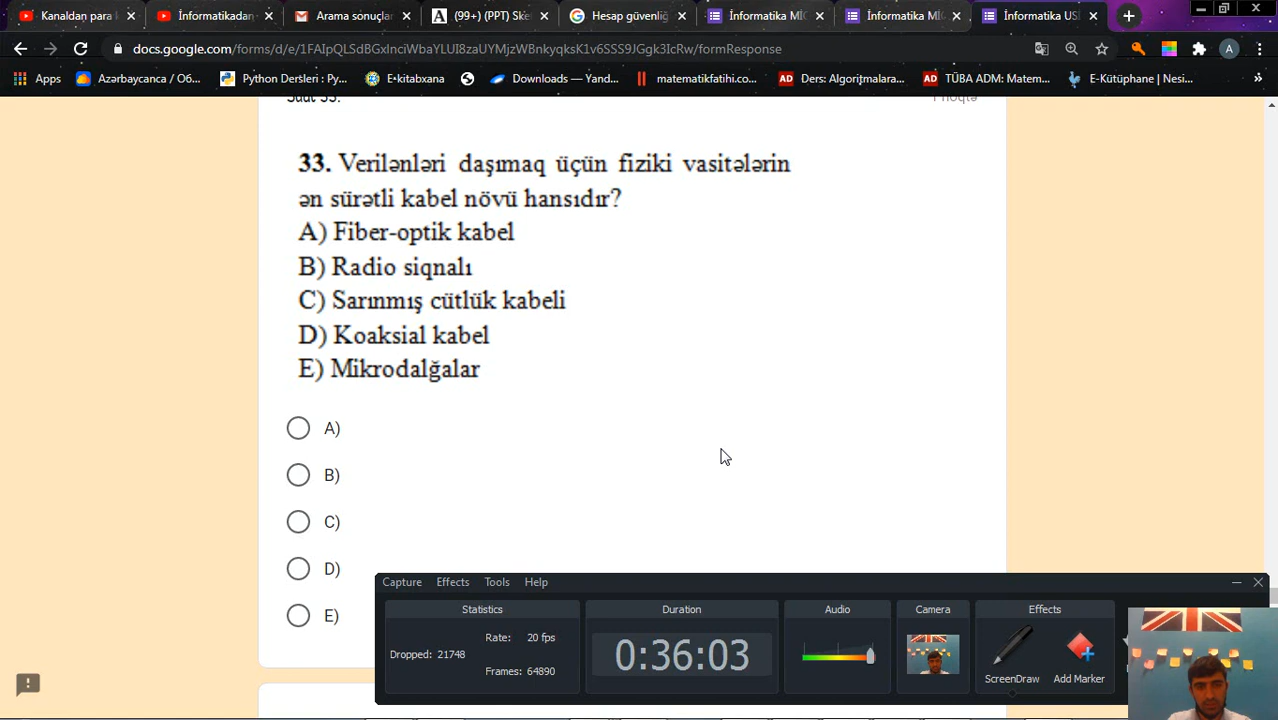 Kanaldan para k
İnformatikadan
Arama sonuçlar
(99+) (PPT) Ske
Hesap güvenliğ
İnformatika MİC
İnformatika Mİ
İnformatika USİ
docs.google.com/forms/d/e/1FAIpQLSdBGxlnciWbaYLUI8zaUYMjzWBnkyqksK1v6SSS9JGgk3IcRw/formResponse
Apps
Azərbaycanca / Об...
Python Dersleri : Py...
E•kitabxana
Downloads — Yand...
matematikfathi.co...
Ders: Algoritmalara...
TÜBA ADM: Matem...
E-Kütüphane | Nesi...
33. Verilənləri daşımaq üçün fiziki vasitələrin
ən sürətli kabel növü hansıdır?
A) Fiber-optik kabel
B) Radio siqnalı
C) Sarınmış cütlük kabeli
D) Koaksial kabel
E) Mikrodalğalar
A)
B)
C)
D)
E)
Capture Effects Tools Help
Statistics Duration Audio Camera Effects
Rate: 20 fps
Dropped: 21748
Frames: 64890
0:36:03
ScreenDraw Add Marker